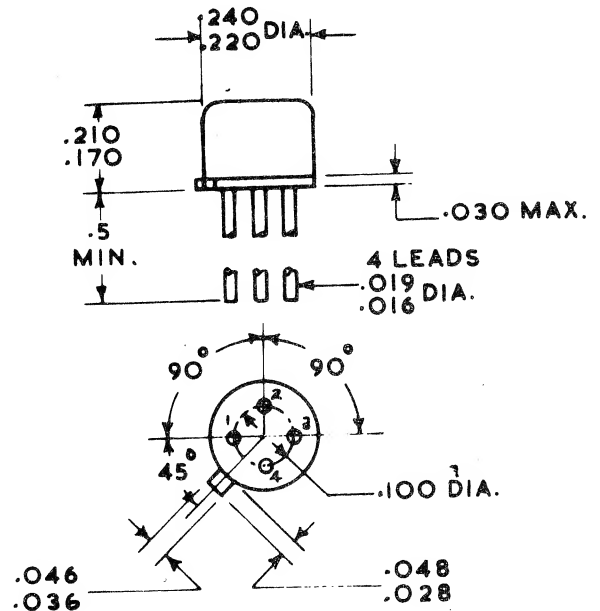 .240
.220 DIA.
.210
.170
.030 MAX.
.5
MIN.
4 LEADS
.019
.016 DIA.
90°
90°
1
2
3
4
45°
.100 DIA.
.046
.036
.048
.028